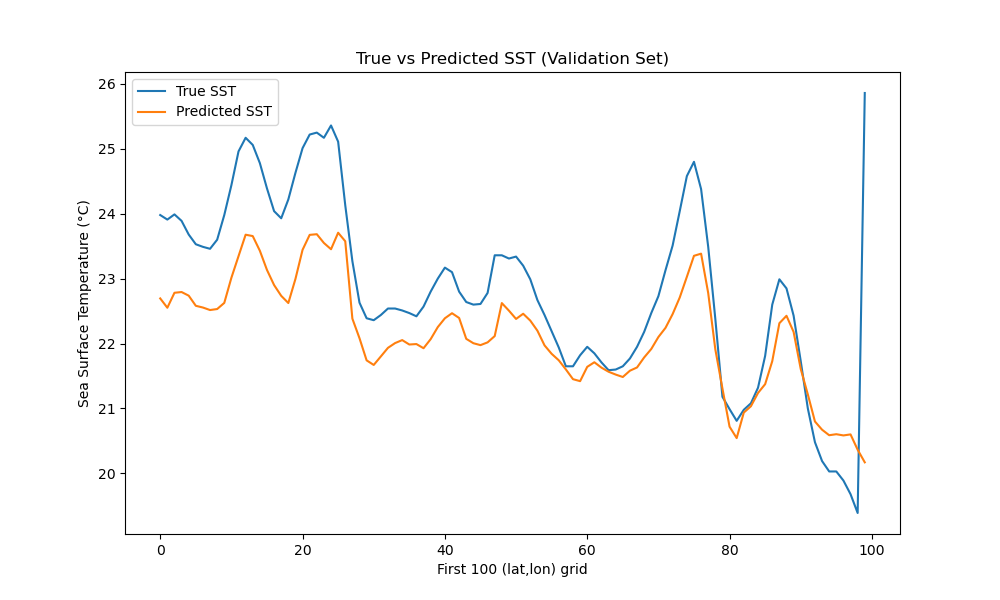 True vs Predicted SST (Validation Set)
True SST
Predicted SST
Sea Surface Temperature (°C)
26
25
24
23
22
21
20
0 20 40 60 80 100
First 100 (lat,lon) grid